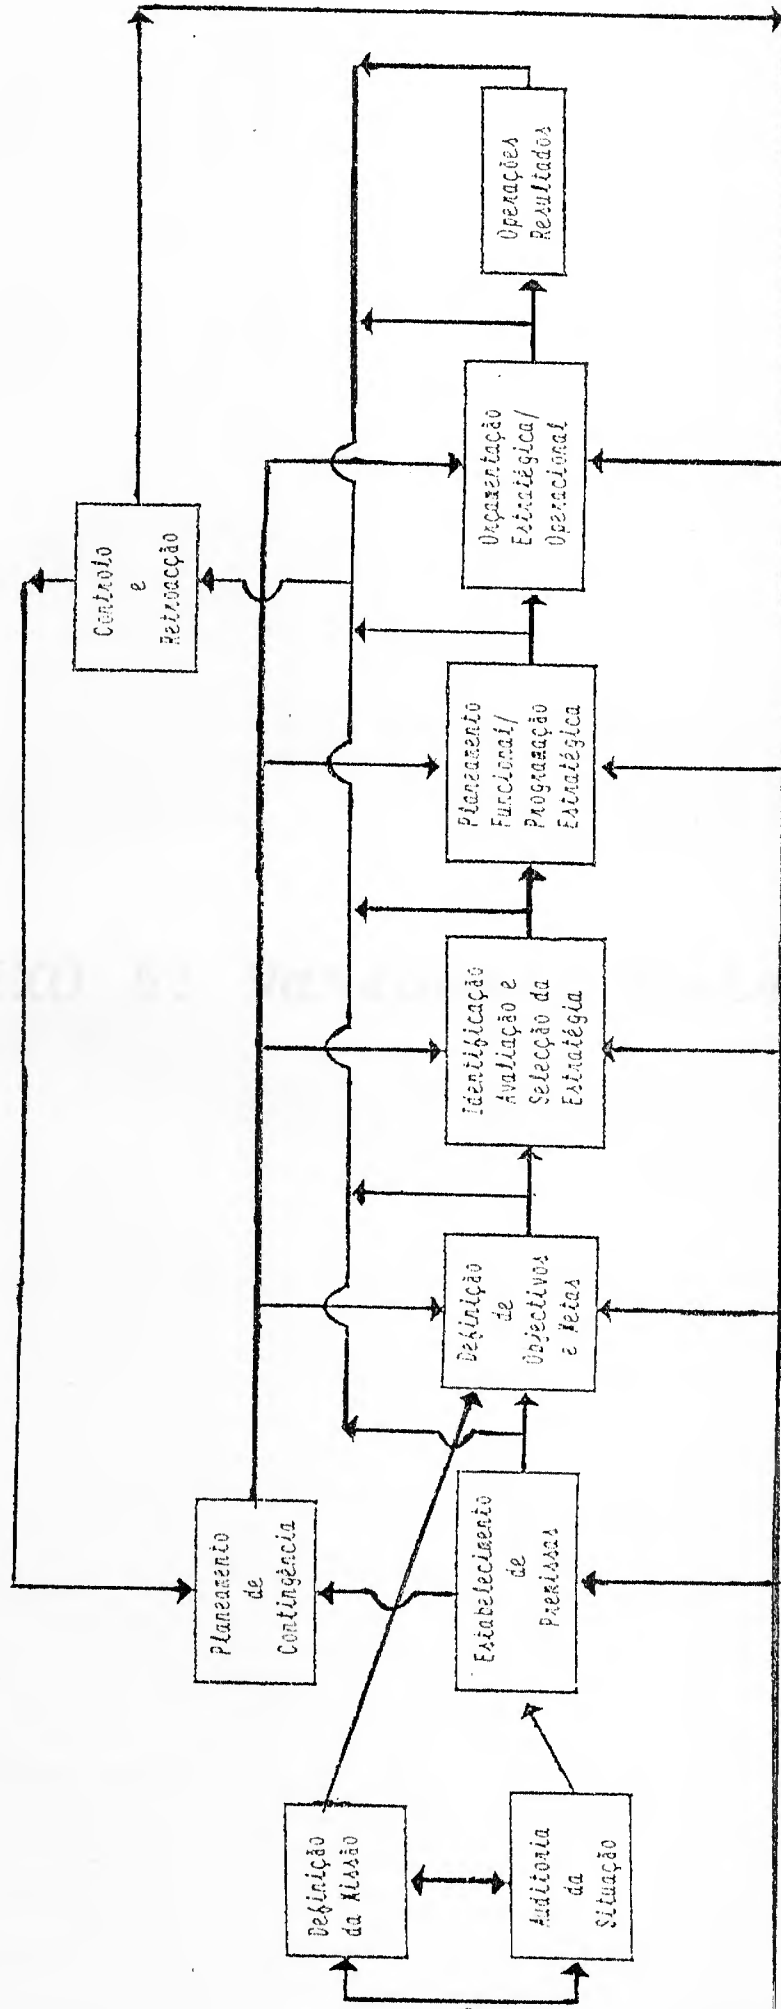 Controlo
e
Retroacção
Planeamento
de
Contingência
Definição
da Missão
Auditoria
da
Situação
Estabelecimento
de
Premissas
Definição
de
Objectivos
e Metas
Identificação
Avaliação e
Selecção da
Estratégia
Planeamento
Funcional/
Programação
Estratégica
Orçamentação
Estratégica/
Operacional
Operações
Resultados